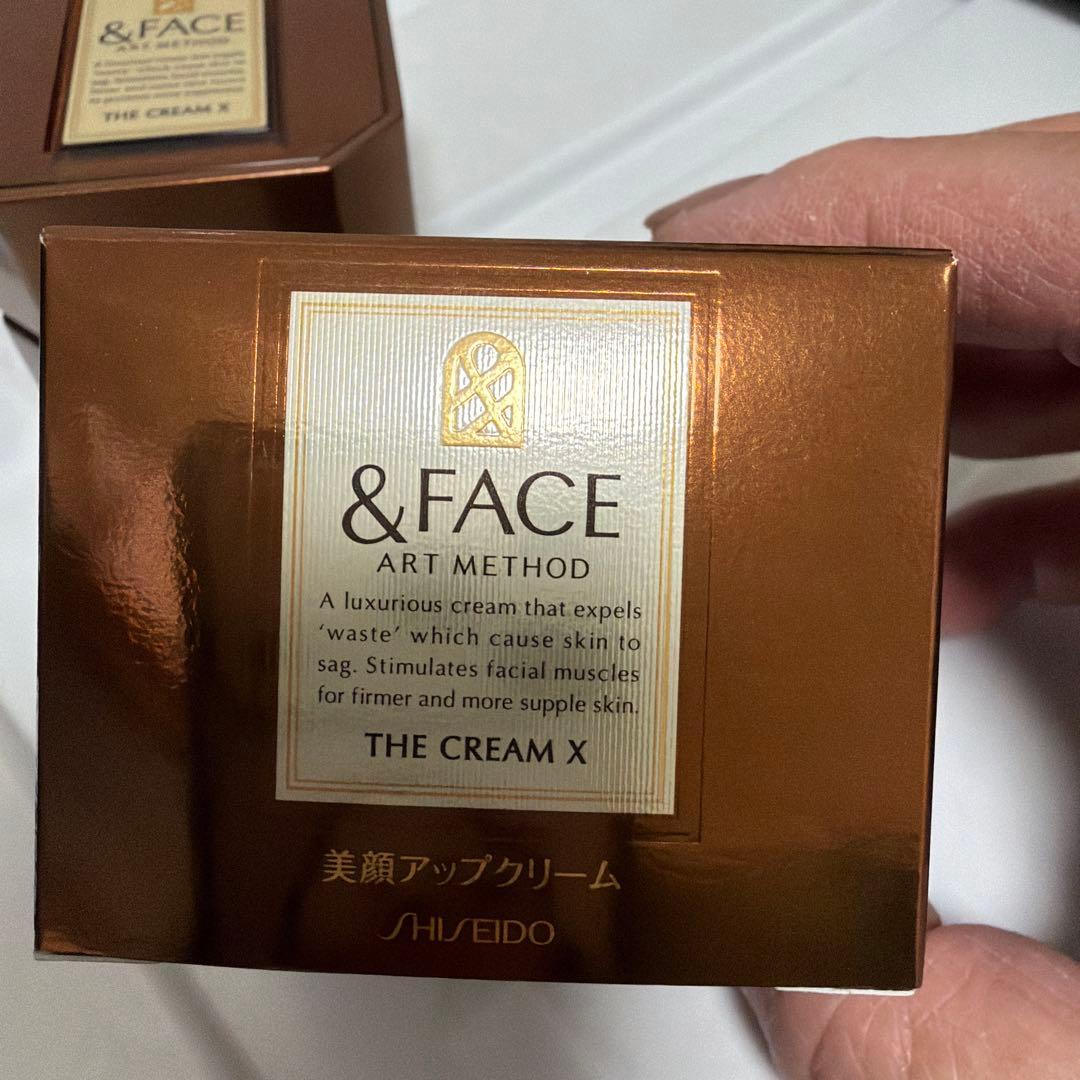 &FACE
ART METHOD
THE CREAM X
&FACE
ART METHOD
A luxurious cream that expels
‘waste’ which cause skin to
sag. Stimulates facial muscles
for firmer and more supple skin.
THE CREAM X
美顔アップクリーム
SHISEIDO